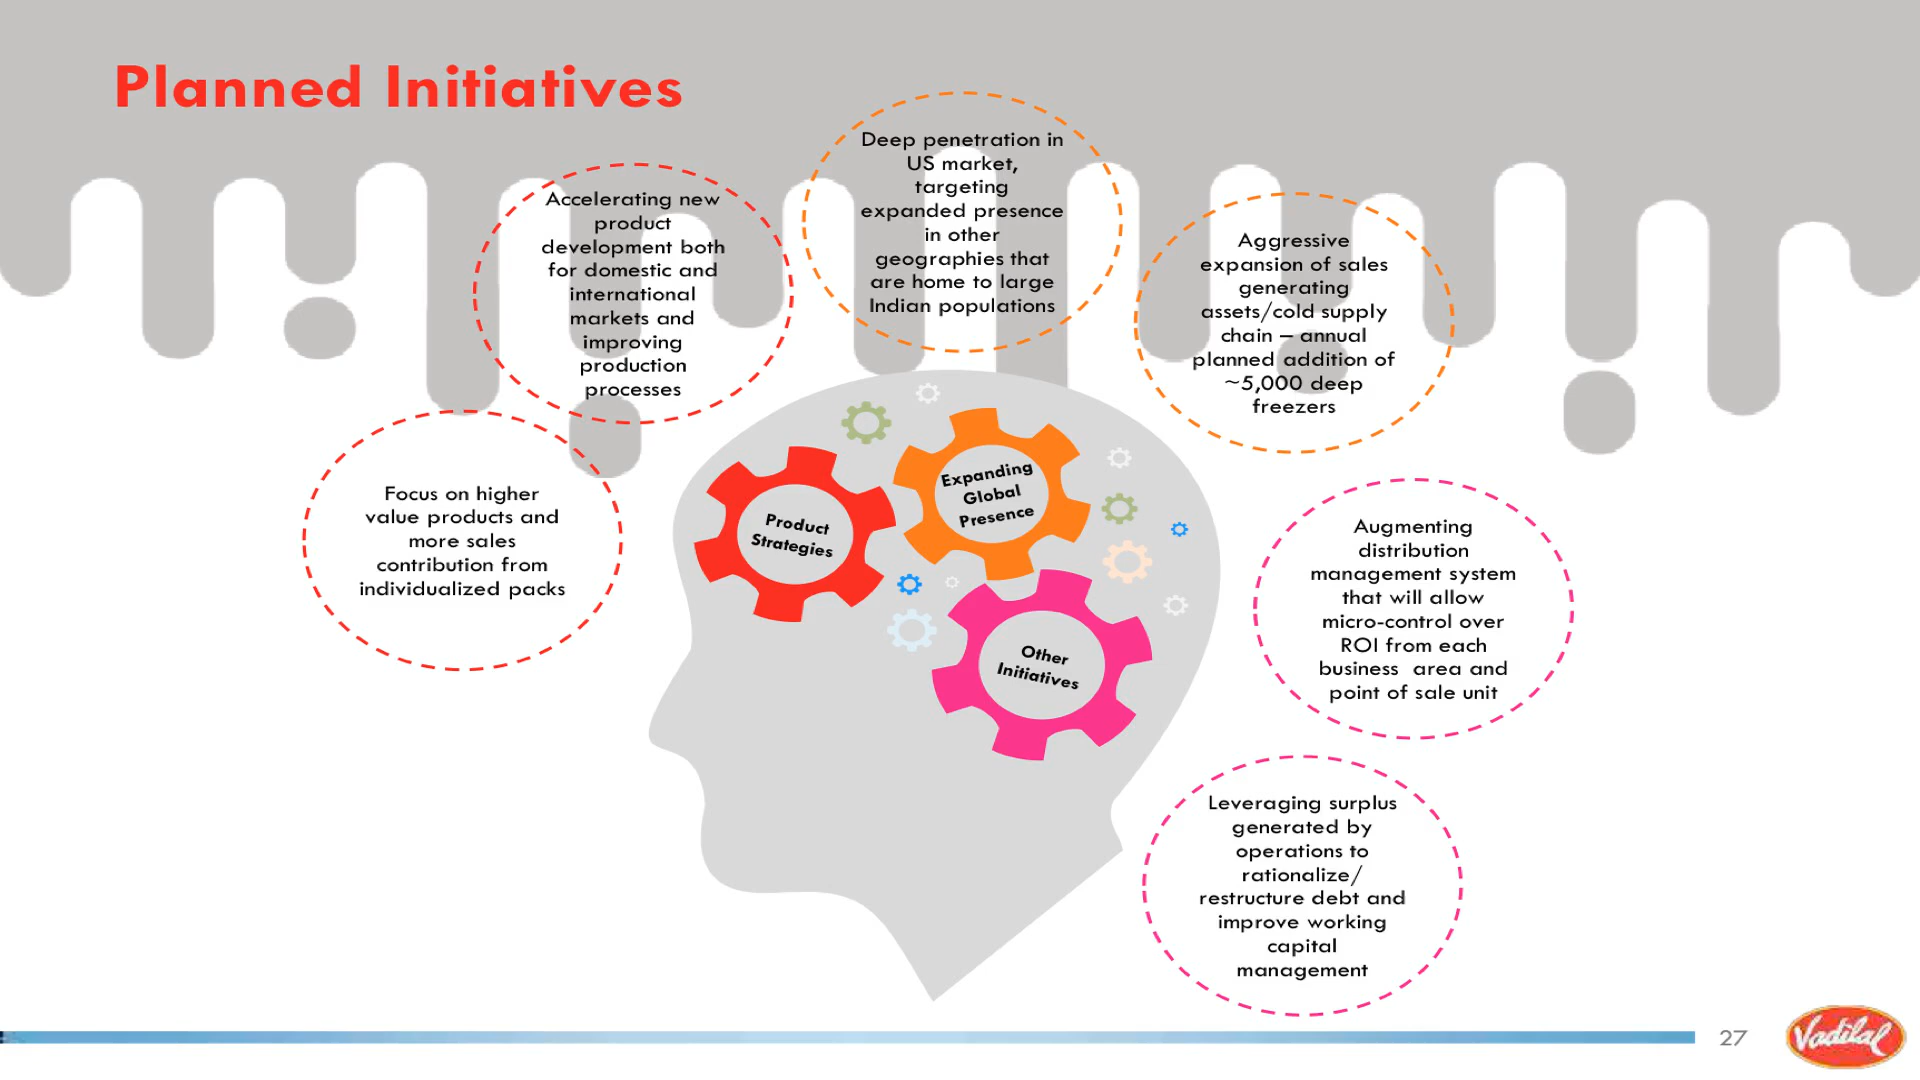 Planned Initiatives
Deep penetration in
US market,
targeting
expanded presence
in other
geographies that
are home to large
Indian populations
Accelerating new
product
development both
for domestic and
international
markets and
improving
production
processes
Aggressive
expansion of sales
generating
assets/cold supply
chain – annual
planned addition of
~5,000 deep
freezers
Focus on higher
value products and
more sales
contribution from
individualized packs
Product
Strategies
Expanding
Global
Presence
Other
Initiatives
Augmenting
distribution
management system
that will allow
micro-control over
ROI from each
business area and
point of sale unit
Leveraging surplus
generated by
operations to
rationalize/
restructure debt and
improve working
capital
management
27
Vadilal